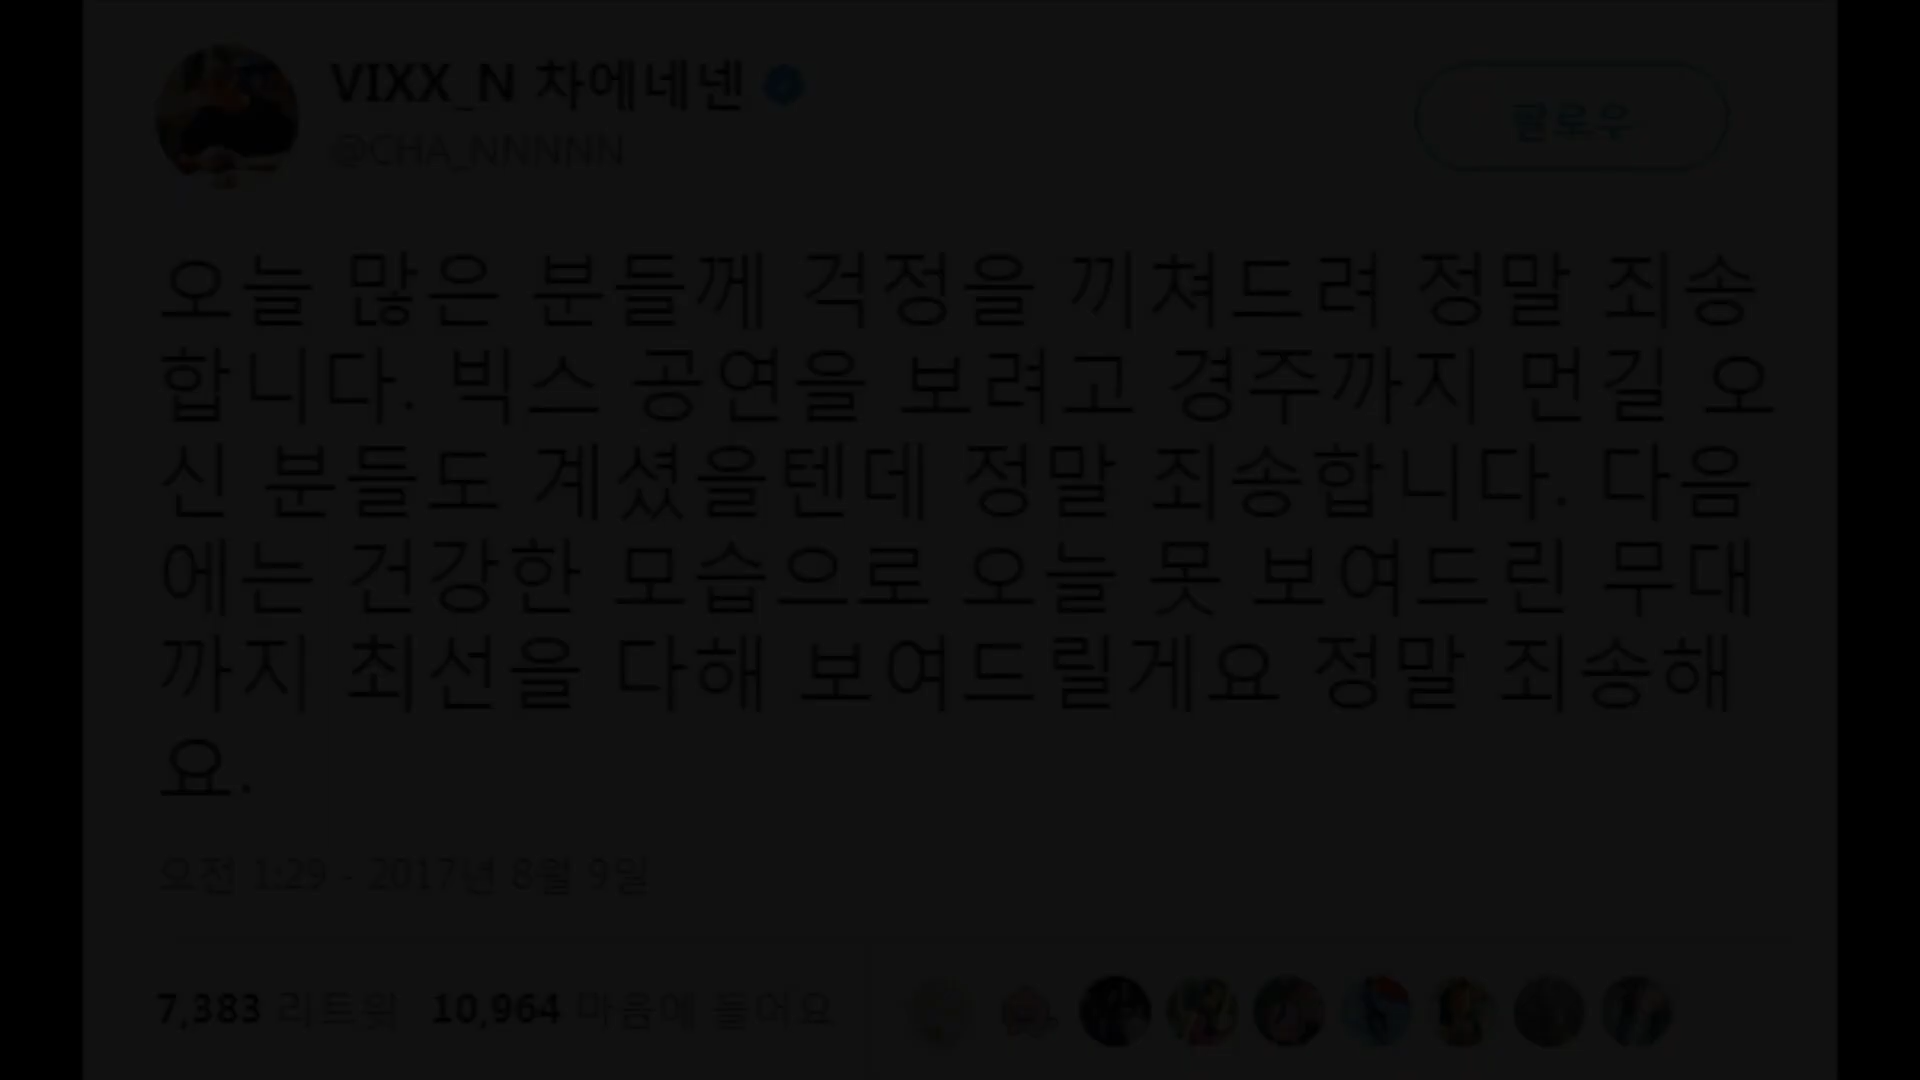 VIXX_N 차에네넨
@CHA_NNNNN
팔로우
오늘 많은 분들께 걱정을 끼쳐드려 정말 죄송
합니다. 빅스 공연을 보려고 경주까지 먼길 오
신 분들도 계셨을텐데 정말 죄송합니다. 다음
에는 건강한 모습으로 오늘 못 보여드린 무대
까지 최선을 다해 보여드릴게요 정말 죄송해
요.
오전 1:29 - 2017년 8월 9일
7,383 리트윗 10,964 마음에 들어요